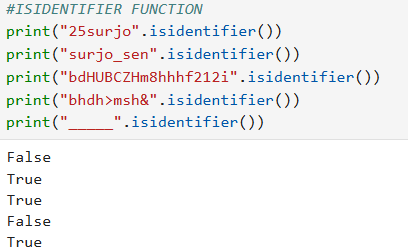 #ISIDENTIFIER FUNCTION
print("25surjo".isidentifier())
print("surjo_sen".isidentifier())
print("bdHUBCZHm8hhhf212i".isidentifier())
print("bhdh>msh&".isidentifier())
print("_____".isidentifier())
False
True
True
False
True